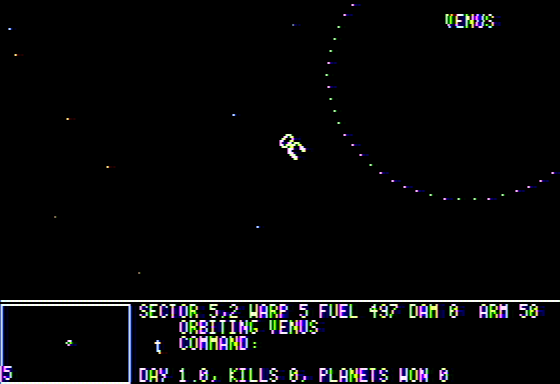 VENUS
SECTOR 5,2 WARP 5 FUEL 497 DAM 0 ARM 50
ORBITING VENUS
t COMMAND:
5
DAY 1.0, KILLS 0, PLANETS WON 0